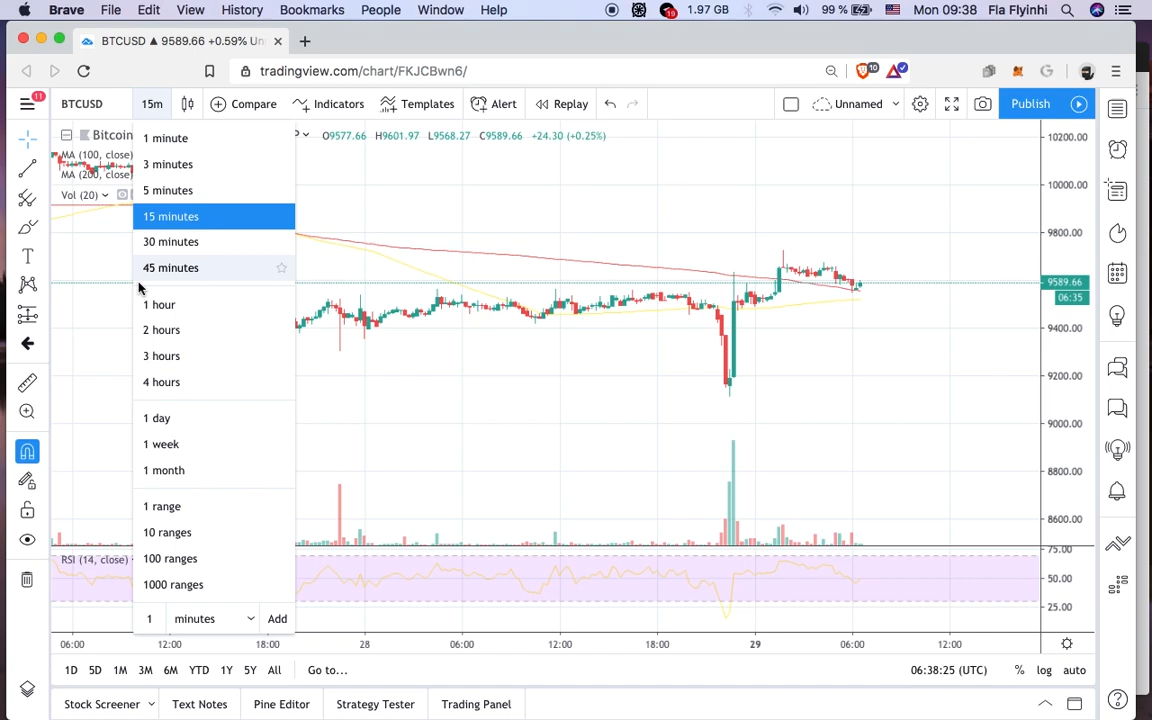 Brave File Edit View History Bookmarks People Window Help 19 1.97 GB 99 % Mon 09:38 Fla Flyinhi
BTCUSD ▲ 9589.66 +0.59% Un
tradingview.com/chart/FKJCBwn6/ 10
11 BTCUSD 15m Compare Indicators Templates Alert Replay Unnamed Publish
Bitcoin O9577.66 H9601.97 L9568.27 C9589.66 +24.30 (+0.25%)
MA (100, close)
MA (200, close)
Vol (20)
1 minute
3 minutes
5 minutes
15 minutes
30 minutes
45 minutes
1 hour
2 hours
3 hours
4 hours
1 day
1 week
1 month
1 range
10 ranges
100 ranges
1000 ranges
1 minutes Add
10200.00
10000.00
9800.00
9589.66
06:35
9400.00
9200.00
9000.00
8800.00
8600.00
RSI (14, close)
75.00
50.00
25.00
06:00 12:00 18:00 28 06:00 12:00 18:00 29 06:00 12:00
1D 5D 1M 3M 6M YTD 1Y 5Y All Go to... 06:38:25 (UTC) % log auto
Stock Screener Text Notes Pine Editor Strategy Tester Trading Panel